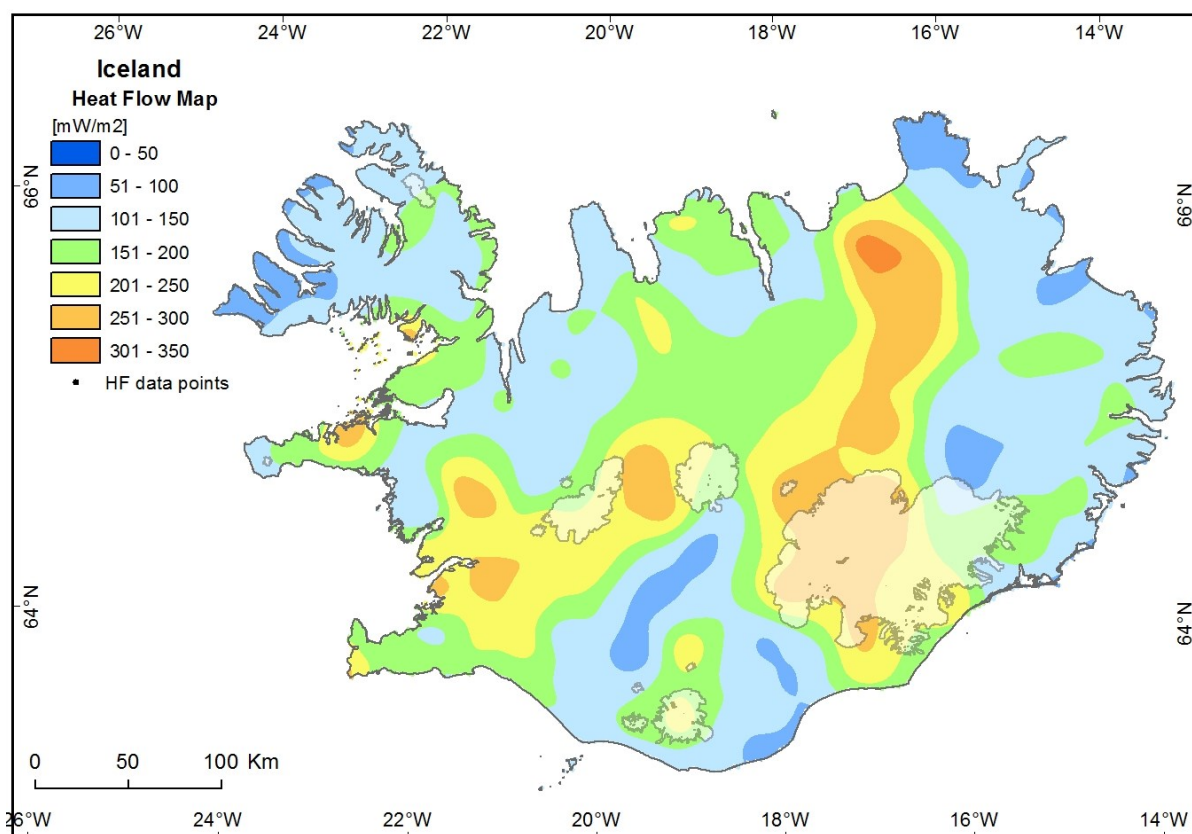 26°W 24°W 22°W 20°W 18°W 16°W 14°W
Iceland
Heat Flow Map
[mW/m2]
0 - 50
51 - 100
101 - 150
151 - 200
201 - 250
251 - 300
301 - 350
HF data points
66°N 66°N
64°N 64°N
0 50 100 Km
26°W 24°W 22°W 20°W 18°W 16°W 14°W